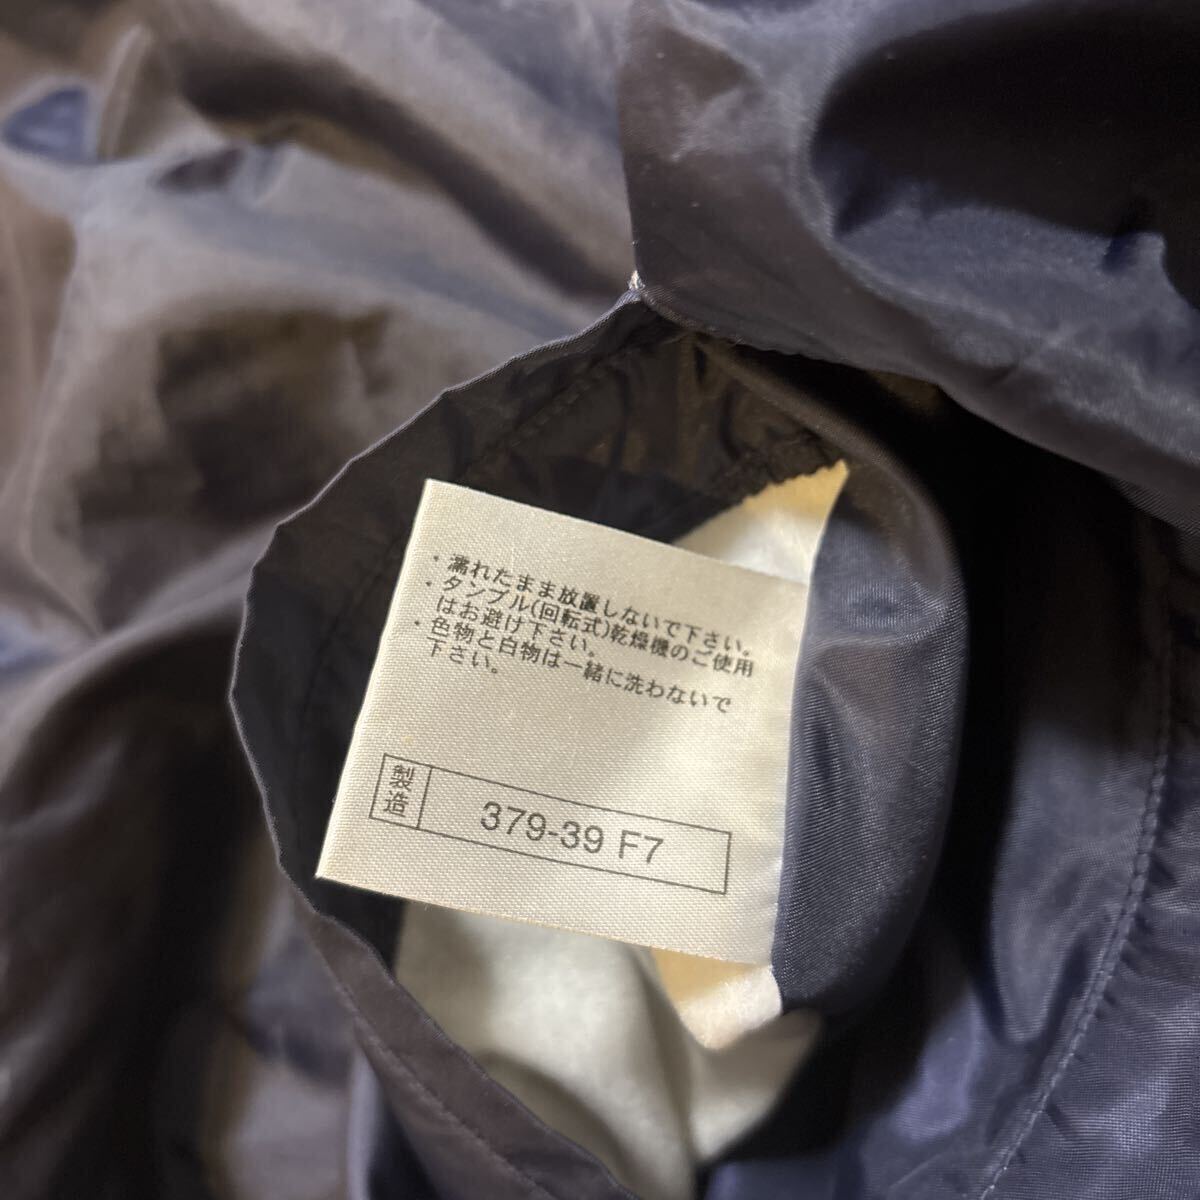 ・濡れたまま放置しないで下さい。
・タンブル(回転式)乾燥機のご使用
はお避け下さい。
・色物と白物は一緒に洗わないで
下さい。
製造 379-39 F7